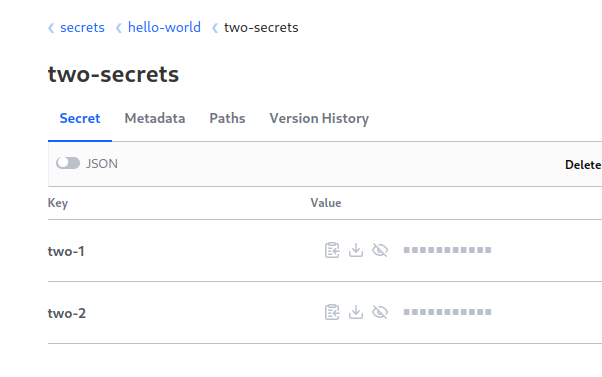 secrets hello-world two-secrets
two-secrets
Secret Metadata Paths Version History
JSON Delete
Key Value
two-1
two-2